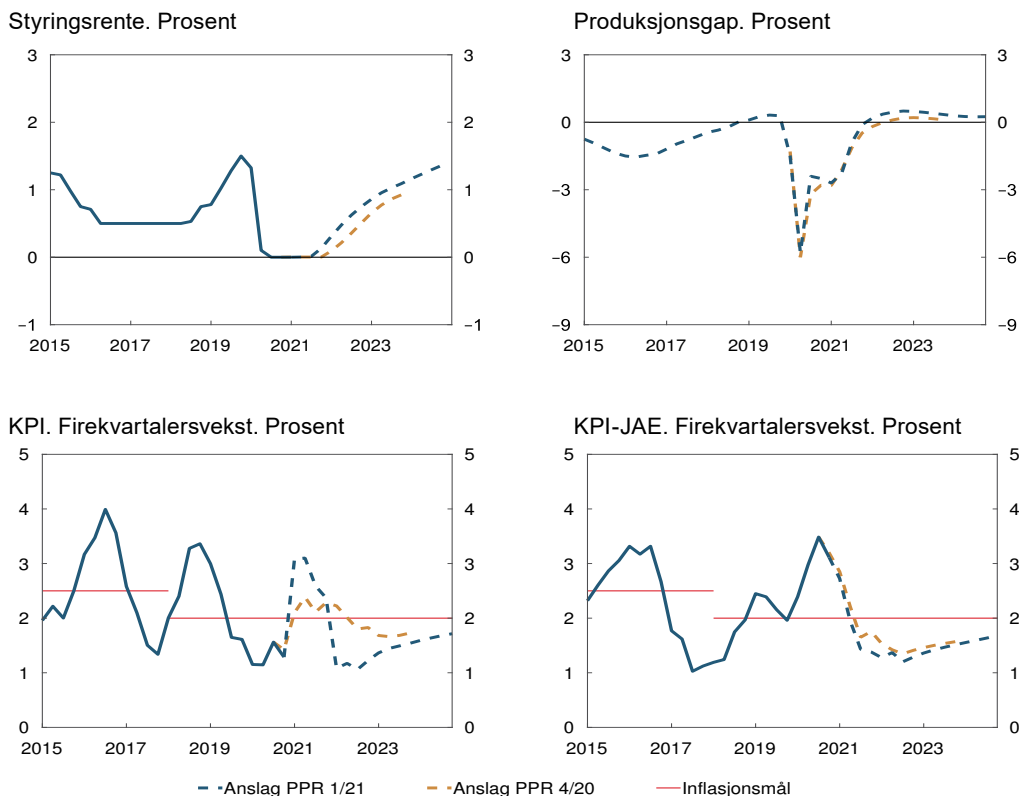 Styringsrente. Prosent
3 3
2 2
1 1
0 0
−1 −1
2015 2017 2019 2021 2023
Produksjonsgap. Prosent
3 3
0 0
−3 −3
−6 −6
−9 −9
2015 2017 2019 2021 2023
KPI. Firekvartalersvekst. Prosent
5 5
4 4
3 3
2 2
1 1
0 0
2015 2017 2019 2021 2023
KPI-JAE. Firekvartalersvekst. Prosent
5 5
4 4
3 3
2 2
1 1
0 0
2015 2017 2019 2021 2023
Anslag PPR 1/21 Anslag PPR 4/20 Inflasjonsmål